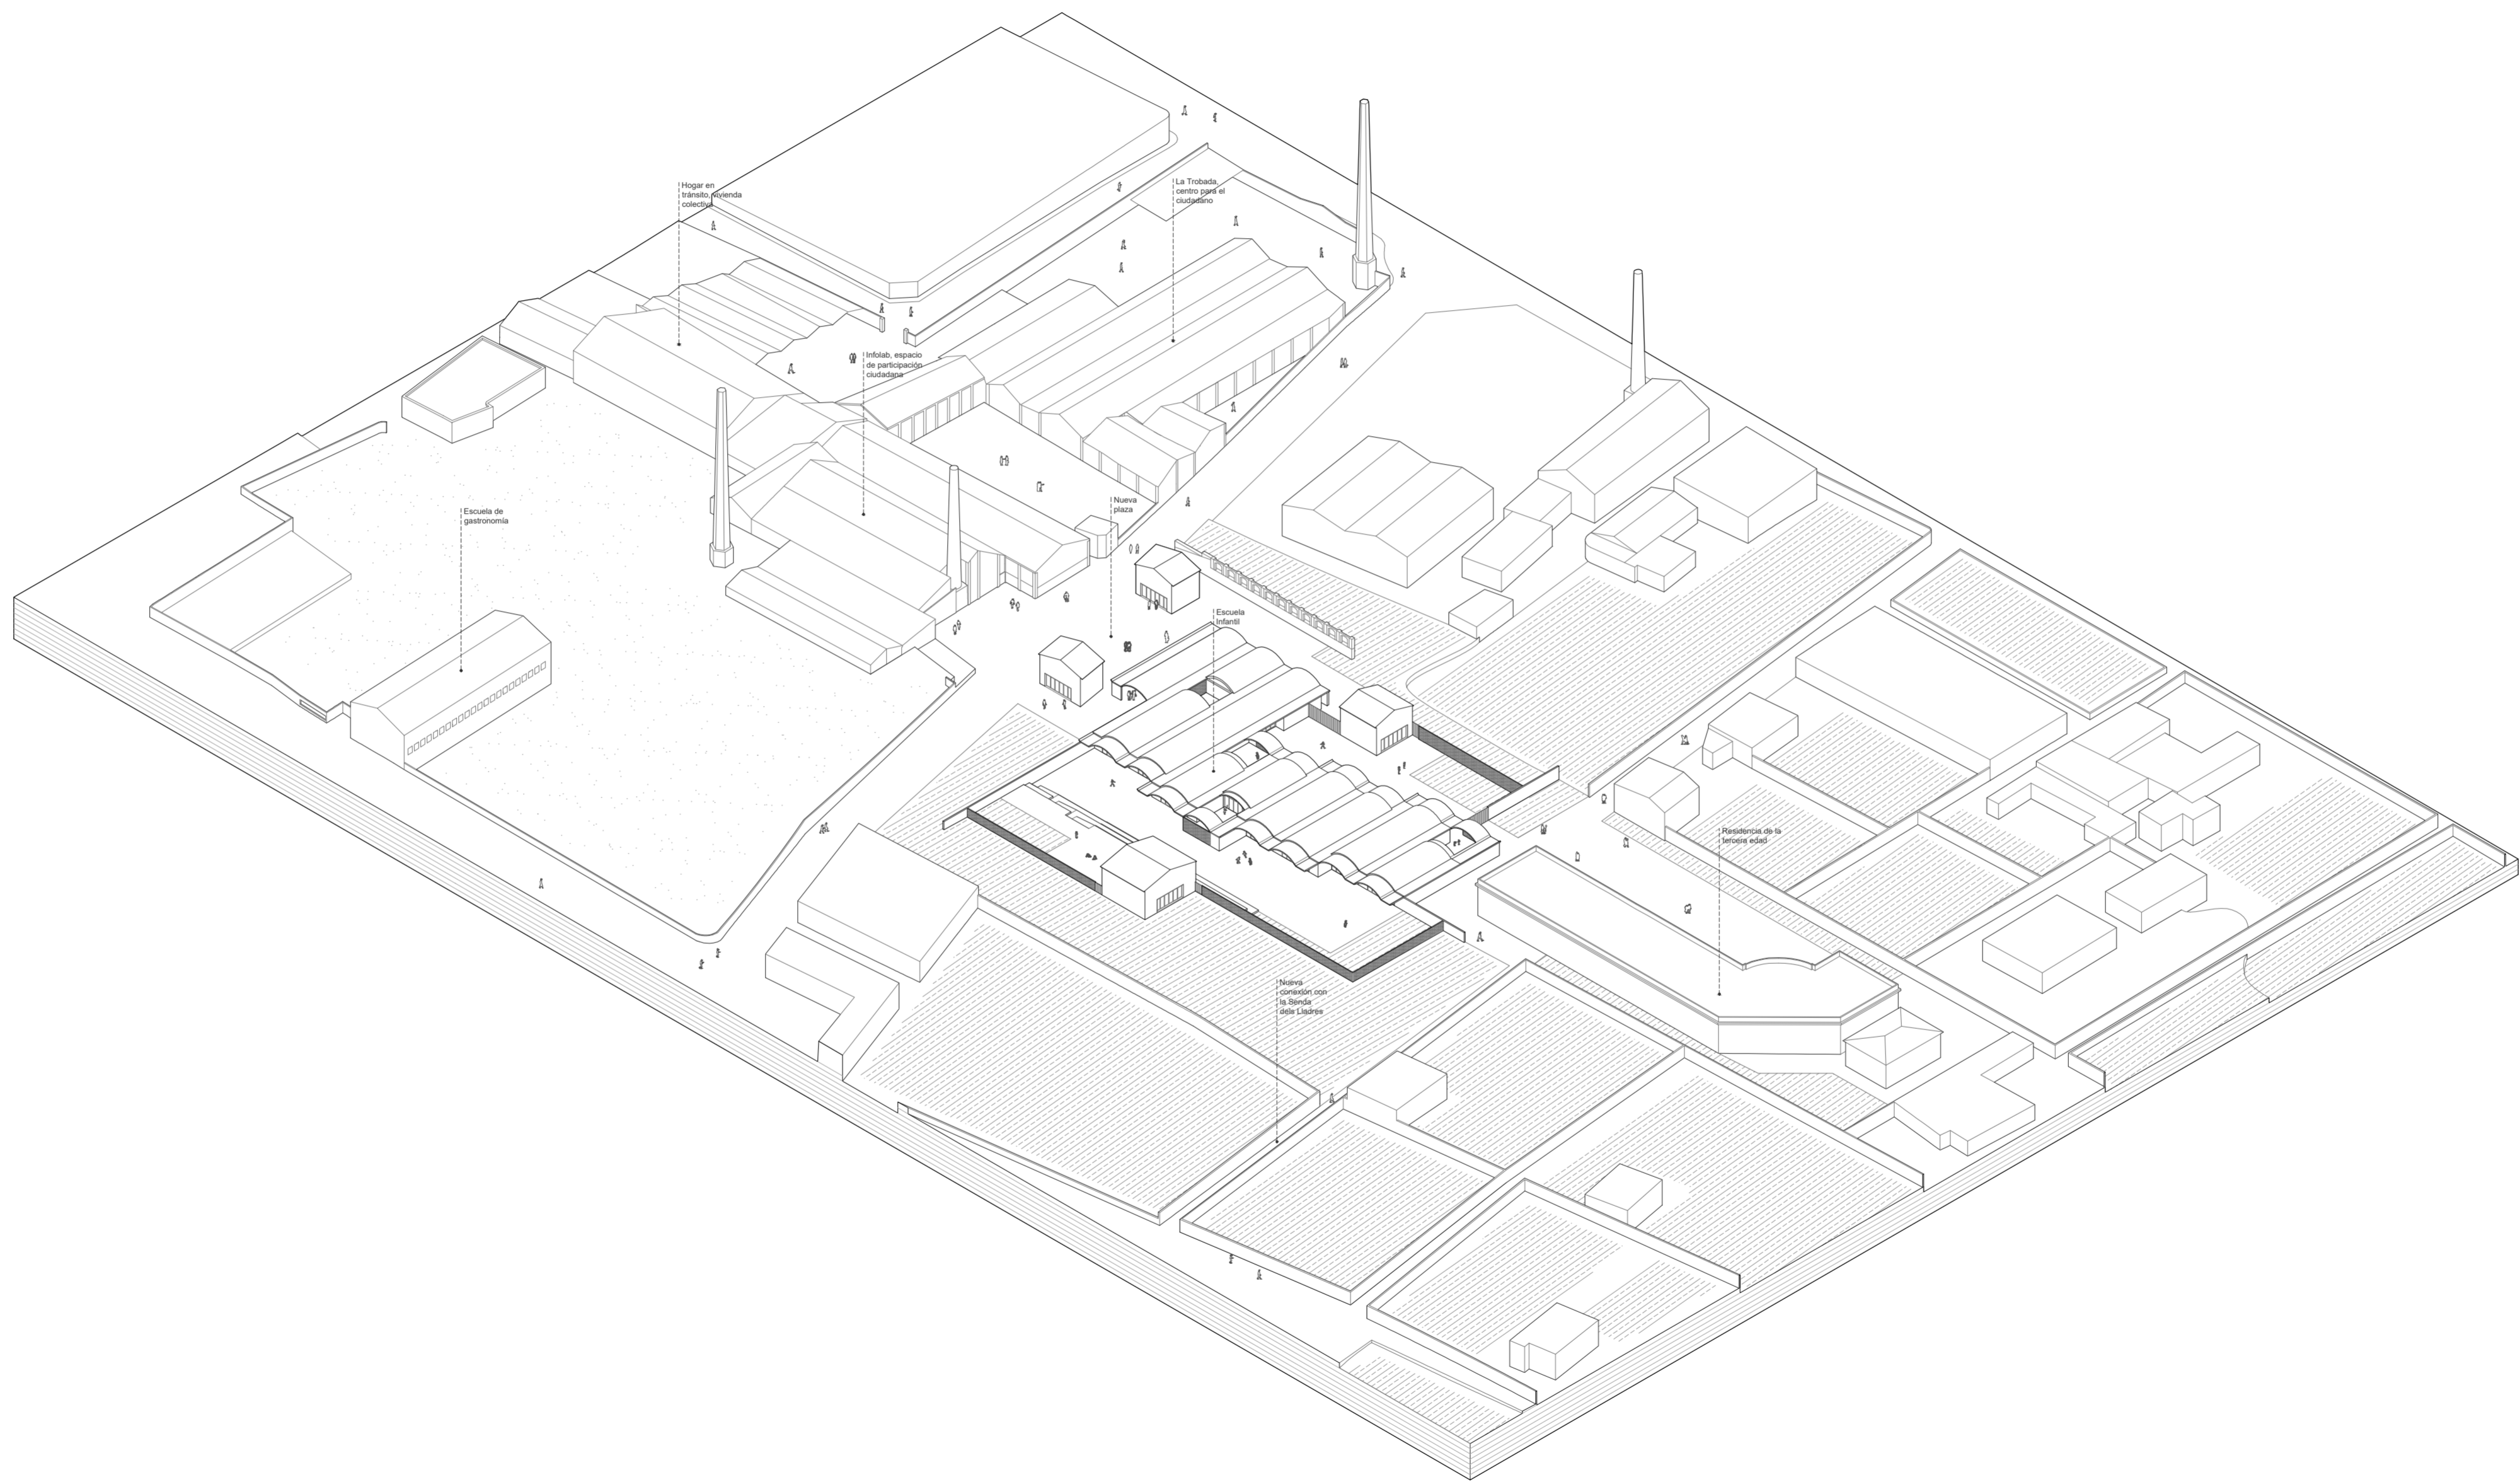 Hogar en
tránsito, vivienda
colectiva
La Trobada,
centro para el
ciudadano
Infolab, espacio
de participación
ciudadana
Nueva
plaza
Escuela de
gastronomía
Escuela
Infantil
Residencia de la
tercera edad
Nueva
conexión con
la Senda
dels Lladres